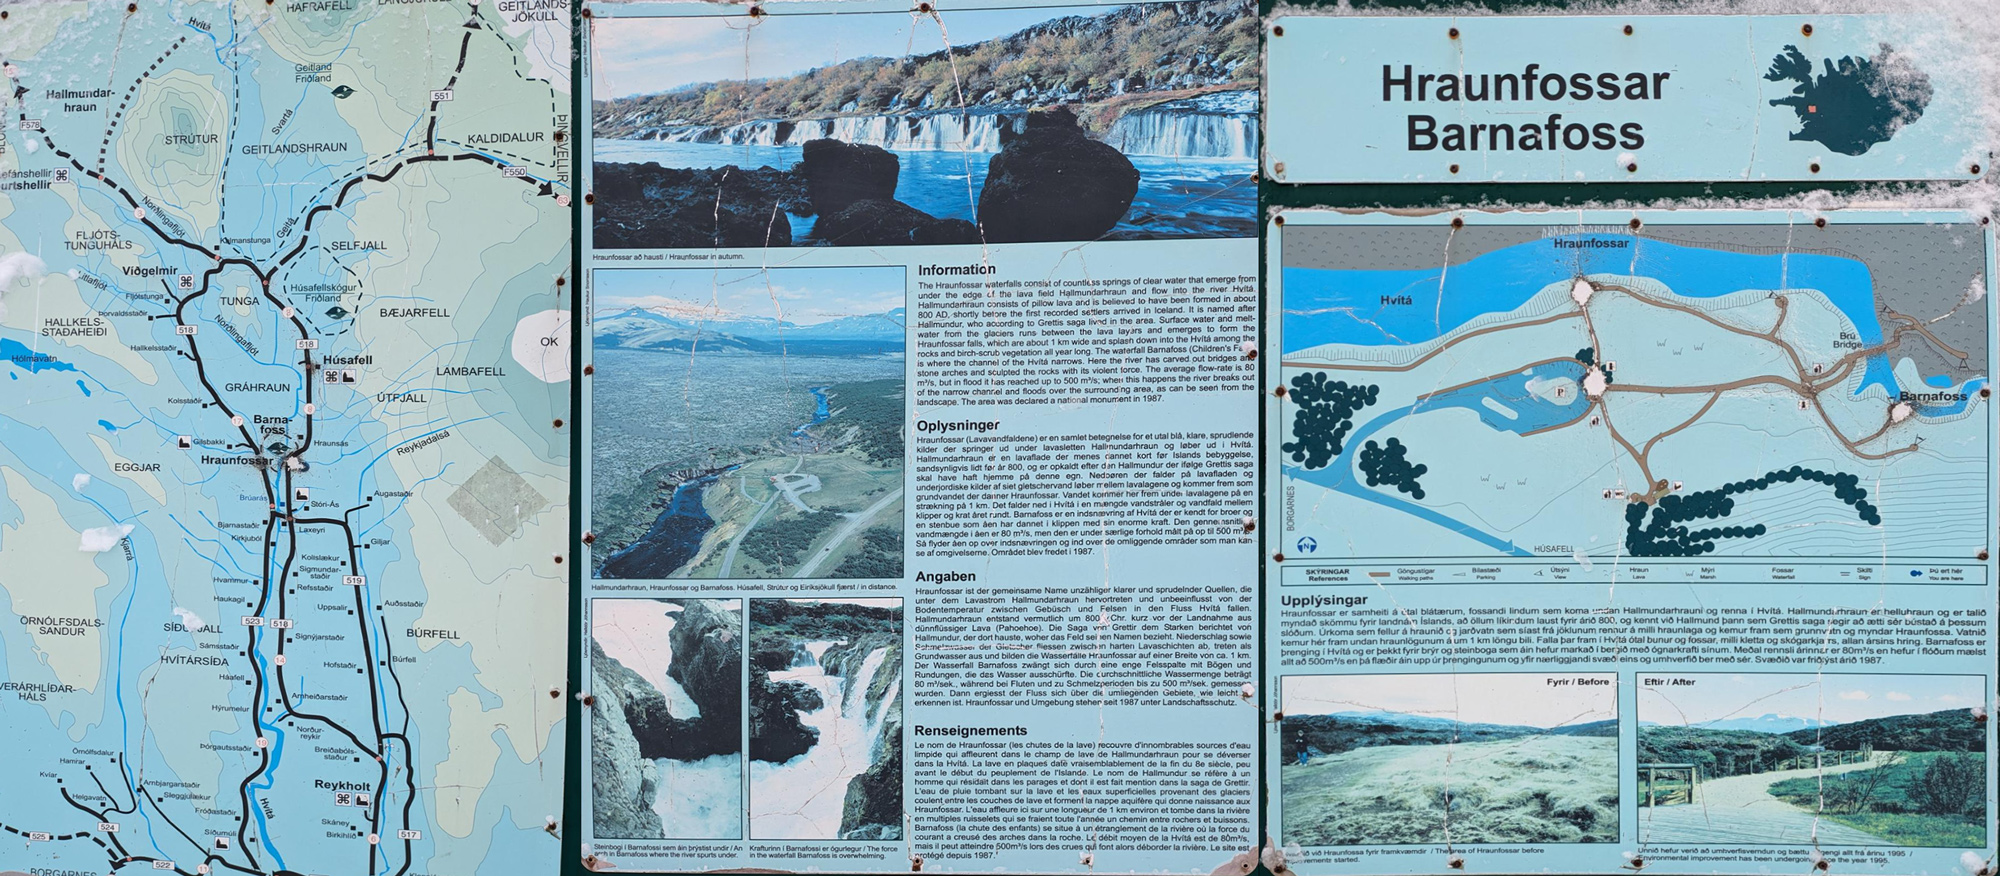 HAFRAFELL
GEITLANDS-
JÖKULL
Hvítá
Geitland
Friðland
Hallmundar-
hraun
551
F578
STRÚTUR
Svartá
GEITLANDSHRAUN
KALDIDALUR
ÞINGVELLIR
F550
63
3
Norðlingafljót
Geitá
FLJÓTS-
TUNGUHÁLS
Kalmanstunga
SELFJALL
Víðgelmir
Litlafljót
Fljótstunga
Þorvaldsstaðir
TUNGA
Húsafellsskógur
Friðland
8
BÆJARFELL
HALLKELS-
STAÐAHEIÐI
518
Norðlingafljót
518
OK
Hallkelsstaðir
Hólmavatn
Húsafell
LAMBAFELL
GRÁHRAUN
ÚTFJALL
Kolsstaðir
8
17
Barna-
foss
Gilsbakki
Hraunsás
Reykjadalsá
Hraunfossar
EGGJAR
Brúarás
Stóri-Ás
Augastaðir
Bjarnastaðir
Laxeyri
Kirkjuból
Giljar
Kjarrá
Kolslækur
Sigmundar-
staðir
Hvammur
519
Refsstaðir
Haukagil
Uppsalir
Auðsstaðir
ÖRNÓLFSDALS-
SANDUR
523
518
SÍÐUFJALL
Signýjarstaðir
BÚRFELL
Sámsstaðir
HVÍTÁRSÍÐA
14
Hofsstaðir
Búrfell
Háafell
ÞVERÁRHLÍÐAR-
HÁLS
Arnheiðarstaðir
Hýrumelur
Norður-
reykir
19
Þorgautsstaðir
Breiðaból-
staður
Örnólfsdalur
Hamrar
Kvíar
Arnbjargarstaðir
Sleggjulækur
Reykholt
Helgavatn
Hvítá
Fróðastaðir
Skáney
Birkihlíð
524
Síðumúli
525
6
517
522
11
BORGARNES
Hraunfossar að hausti / Hraunfossar in autumn.
Hallmundarhraun, Hraunfossar og Barnafoss. Húsafell, Strútur og Eiríksjökull fjærst / in distance.
Steinbogi í Barnafossi sem áin þrýstist undir / An
arch in Barnafoss where the river spurts under.
Krafturinn í Barnafossi er ógurlegur / The force
in the waterfall Barnafoss is overwhelming.
Information
The Hraunfossar waterfalls consist of countless springs of clear water that emerge from
under the edge of the lava field Hallmundarhraun and flow into the river Hvítá.
Hallmundarhraun consists of pillow lava and is believed to have been formed in about
800 AD, shortly before the first recorded settlers arrived in Iceland. It is named after
Hallmundur, who according to Grettis saga lived in the area. Surface water and melt-
water from the glaciers runs between the lava layers and emerges to form the
Hraunfossar falls, which are about 1 km wide and splash down into the Hvítá among the
rocks and birch-scrub vegetation all year long. The waterfall Barnafoss (Children's
is where the channel of the Hvítá narrows. Here the river has carved out bridges and
stone arches and sculpted the rocks with its violent force. The average flow-rate is 80
m³/s, but in flood it has reached up to 500 m³/s; when this happens the river breaks out
of the narrow channel and floods over the surrounding area, as can be seen from the
landscape. The area was declared a national monument in 1987.
Oplysninger
Hraunfossar (Lavavandfaldene) er en samlet betegnelse for et utal blå, klare, sprudlende
kilder der springer ud under lavasletten Hallmundarhraun og løber ud i Hvítá.
Hallmundarhraun er en lavaflade der menes dannet kort før Islands bebyggelse,
sandsynligvis lidt før år 800, og er opkaldt efter den Hallmundur der ifølge Grettis saga
skal have haft hjemme på denne egn. Nedbøren der falder på lavafladen og
underjordiske kilder af siet gletschervand løber mellem lavalagene og kommer frem som
grundvandet der danner Hraunfossar. Vandet kommer her frem under lavalagene på en
strækning på 1 km. Det falder ned i Hvítá i en mængde vandstråler og vandfald mellem
klipper og krat året rundt. Barnafoss er en indsnævring af Hvítá der er kendt for broer og
en stenbue som åen har dannet i klippen med sin enorme kraft. Den gennemsnitlige
vandmængde i åen er 80 m³/s, men den er under særlige forhold målt på op til 500 m³/s.
Så flyder åen op over indsnævringen og ind over de omliggende områder som man kan
se af omgivelserne. Området blev fredet i 1987.
Angaben
Hraunfossar ist der gemeinsame Name unzähliger klarer und sprudelnder Quellen, die
unter dem Lavastrom Hallmundarhraun hervortreten und unbeeinflusst von der
Bodentemperatur zwischen Gebüsch und Felsen in den Fluss Hvítá fallen.
Hallmundarhraun entstand vermutlich um 800 Chr. kurz vor der Landnahme aus
dünnflüssiger Lava (Pahoehoe). Die Saga von Grettir dem Starken berichtet von
Hallmundur, der dort hauste, woher das Feld seinen Namen bezieht. Niederschlag sowie
Schmelzwasser der Gletscher fliessen zwischen harten Lavaschichten ab, treten als
Grundwasser aus und bilden die Wasserfälle Hraunfossar auf einer Breite von ca. 1 km.
Der Wasserfall Barnafoss zwängt sich durch eine enge Felsspalte mit Bögen und
Rundungen, die das Wasser ausschürfte. Die durchschnittliche Wassermenge beträgt
80 m³/sek., während bei Fluten und zu Schmelzperioden bis zu 500 m³/sek. gemessen
wurden. Dann ergiesst der Fluss sich über die umliegenden Gebiete, wie leicht
erkennen ist. Hraunfossar und Umgebung stehen seit 1987 unter Landschaftsschutz.
Renseignements
Le nom de Hraunfossar (les chutes de la lave) recouvre d'innombrables sources d'eau
limpide qui affleurent dans le champ de lave de Hallmundarhraun pour se déverser
dans la Hvítá. La lave en plaques date vraisemblablement de la fin du 8e siècle, peu
avant le début du peuplement de l'Islande. Le nom de Hallmundur se réfère à un
homme qui résidait dans les parages et dont il est fait mention dans la saga de Grettir.
L'eau de pluie tombant sur la lave et les eaux superficielles provenant des glaciers
coulent entre les couches de lave et forment la nappe aquifère qui donne naissance aux
Hraunfossar. L'eau affleure ici sur une longueur de 1 km environ et tombe dans la rivière
en multiples ruisselets qui se fraient toute l'année un chemin entre rochers et buissons.
Barnafoss (la chute des enfants) se situe à un étranglement de la rivière où la force du
courant a creusé des arches dans la roche. Le débit moyen de la Hvítá est de 80m³/s,
mais il peut atteindre 500m³/s lors des crues qui font alors déborder la rivière. Le site est
protégé depuis 1987.
Hraunfossar
Barnafoss
Hraunfossar
Hvítá
Brú
Bridge
Barnafoss
P
BORGARNES
N
HÚSAFELL
SKÝRINGAR
References
Göngustígar
Walking paths
Bílastæði
Parking
Útsýni
View
Hraun
Lava
Mýri
Marsh
Fossar
Waterfall
Skilti
Sign
Þú ert hér
You are here
Upplýsingar
Hraunfossar er samheiti á ótal blátærum, fossandi lindum sem koma undan Hallmundarhrauni og renna í Hvítá. Hallmundarhraun er helluhraun og er talið
myndað skömmu fyrir landnám Íslands, að öllum líkindum laust fyrir árið 800, og kennt við Hallmund þann sem Grettis saga segir að ætti sér bústað á þessum
slóðum. Úrkoma sem fellur á hraunið og jarðvatn sem síast frá jöklunum rennur á milli hraunlaga og kemur fram sem grunnvatn og myndar Hraunfossa. Vatnið
kemur hér fram undan hraunlögunum á um 1 km löngu bili. Falla þar fram í Hvítá ótal bunur og fossar, milli kletta og skógarkjarrs, allan ársins hring. Barnafoss er
þrenging í Hvítá og er þekkt fyrir brýr og steinboga sem áin hefur markað í bergið með ógnarkrafti sínum. Meðal rennsli árinnar er 80m³/s en hefur í flóðum mælst
allt að 500m³/s en þá flæðir áin upp úr þrengingunum og yfir nærliggjandi svæði eins og umhverfið ber með sér. Svæðið var friðlýst árið 1987.
Fyrir / Before
Eftir / After
við Hraunfossa fyrir framkvæmdir / The area of Hraunfossar before
improvements started.
Unnið hefur verið að umhverfisvernd og bættu aðgengi allt frá árinu 1995 /
Environmental improvement has been undergoing since the year 1995.